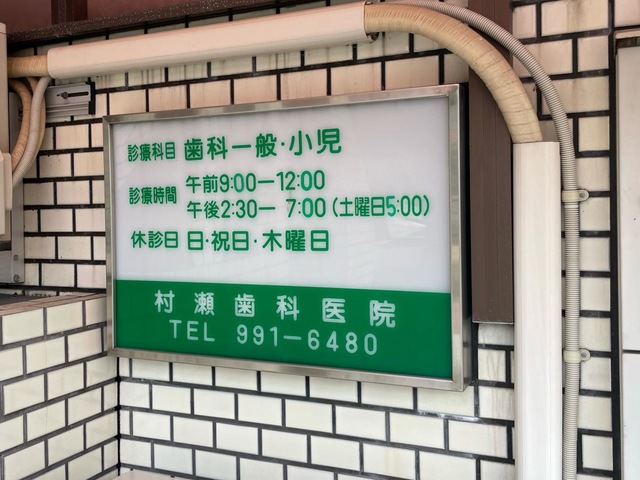 診療科目 歯科一般・小児
診療時間 午前9:00ー12:00
午後2:30ー 7:00(土曜日5:00)
休診日 日・祝日・木曜日
村瀬歯科医院
TEL 991ー6480